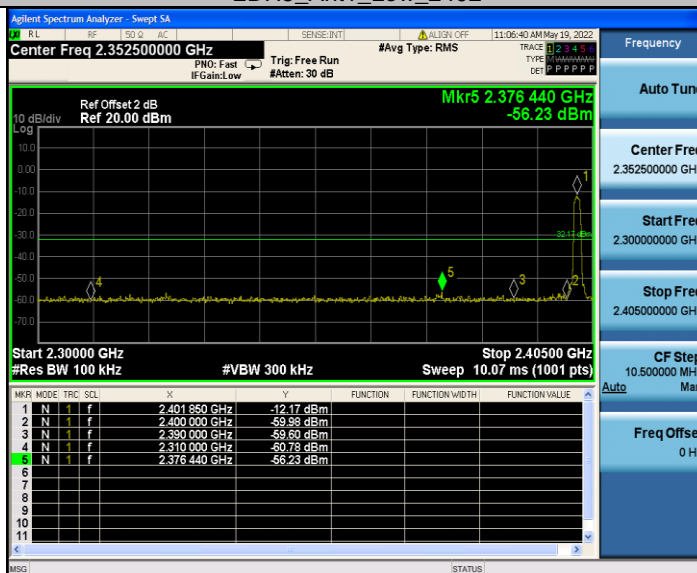 Agilent Spectrum Analyzer - Swept SA
RL RF 50 Ω AC SENSE:INT ALIGN OFF 11:06:40 AM May 19, 2022
Center Freq 2.352500000 GHz
PNO: Fast
IFGain:Low
Trig: Free Run
#Atten: 30 dB
#Avg Type: RMS
TRACE 1 2 3 4 5 6
TYPE M
DET P P P P P P
Mkr5 2.376 440 GHz
-56.23 dBm
Ref Offset 2 dB
10 dB/div Ref 20.00 dBm
Log
10.0
0.00
-10.0
-20.0
-30.0
-40.0
-50.0
-60.0
-70.0
1
2
3
4
5
Start 2.30000 GHz Stop 2.40500 GHz
#Res BW 100 kHz #VBW 300 kHz Sweep 10.07 ms (1001 pts)
MKR MODE TRC SCL X Y FUNCTION FUNCTION WIDTH FUNCTION VALUE
1 N 1 f 2.401 850 GHz -12.17 dBm
2 N 1 f 2.400 000 GHz -59.98 dBm
3 N 1 f 2.390 000 GHz -59.60 dBm
4 N 1 f 2.310 000 GHz -60.78 dBm
5 N 1 f 2.376 440 GHz -56.23 dBm
6
7
8
9
10
11
MSG STATUS
Frequency
Auto Tun
Center Fre
2.352500000 GH
Start Fre
2.300000000 GH
Stop Fre
2.405000000 GH
CF Step
10.500000 MH
Auto Ma
Freq Offse
0 H